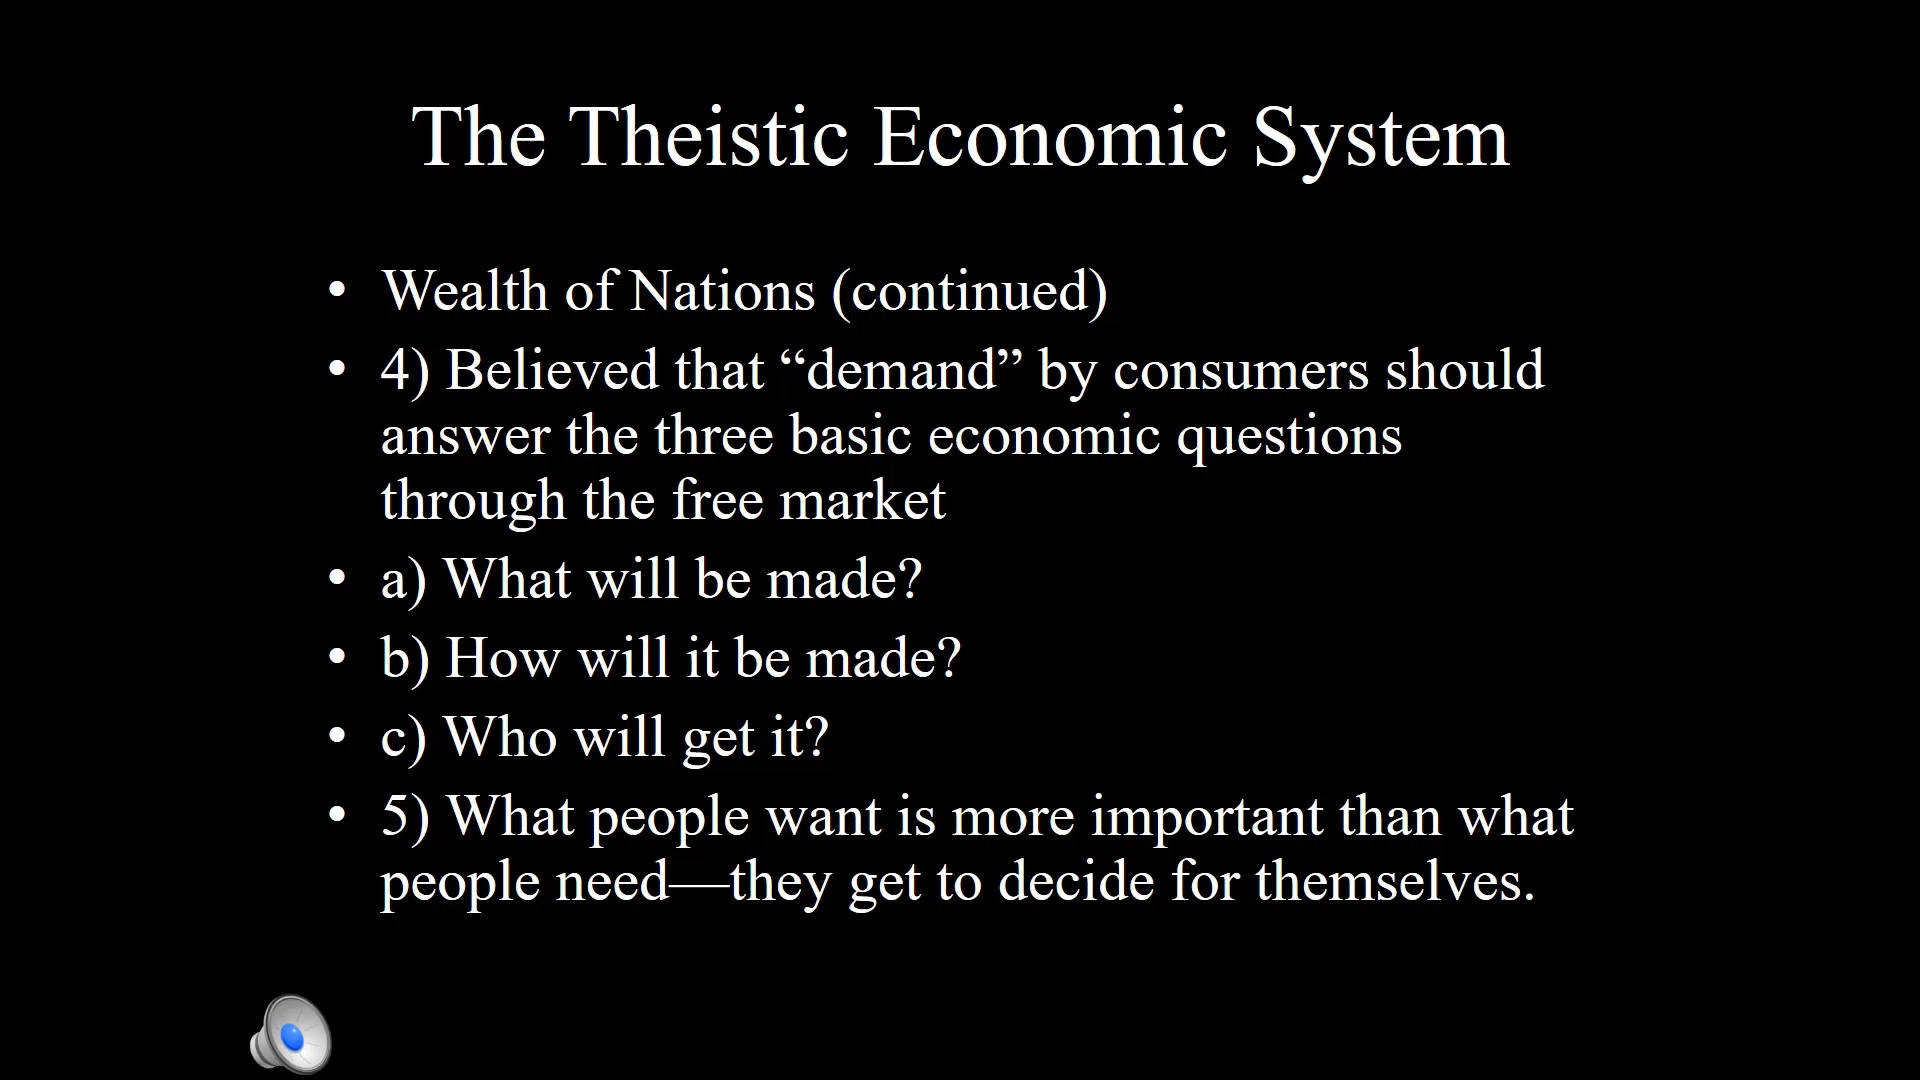 The Theistic Economic System
• Wealth of Nations (continued)
• 4) Believed that “demand” by consumers should
answer the three basic economic questions
through the free market
• a) What will be made?
• b) How will it be made?
• c) Who will get it?
• 5) What people want is more important than what
people need—they get to decide for themselves.